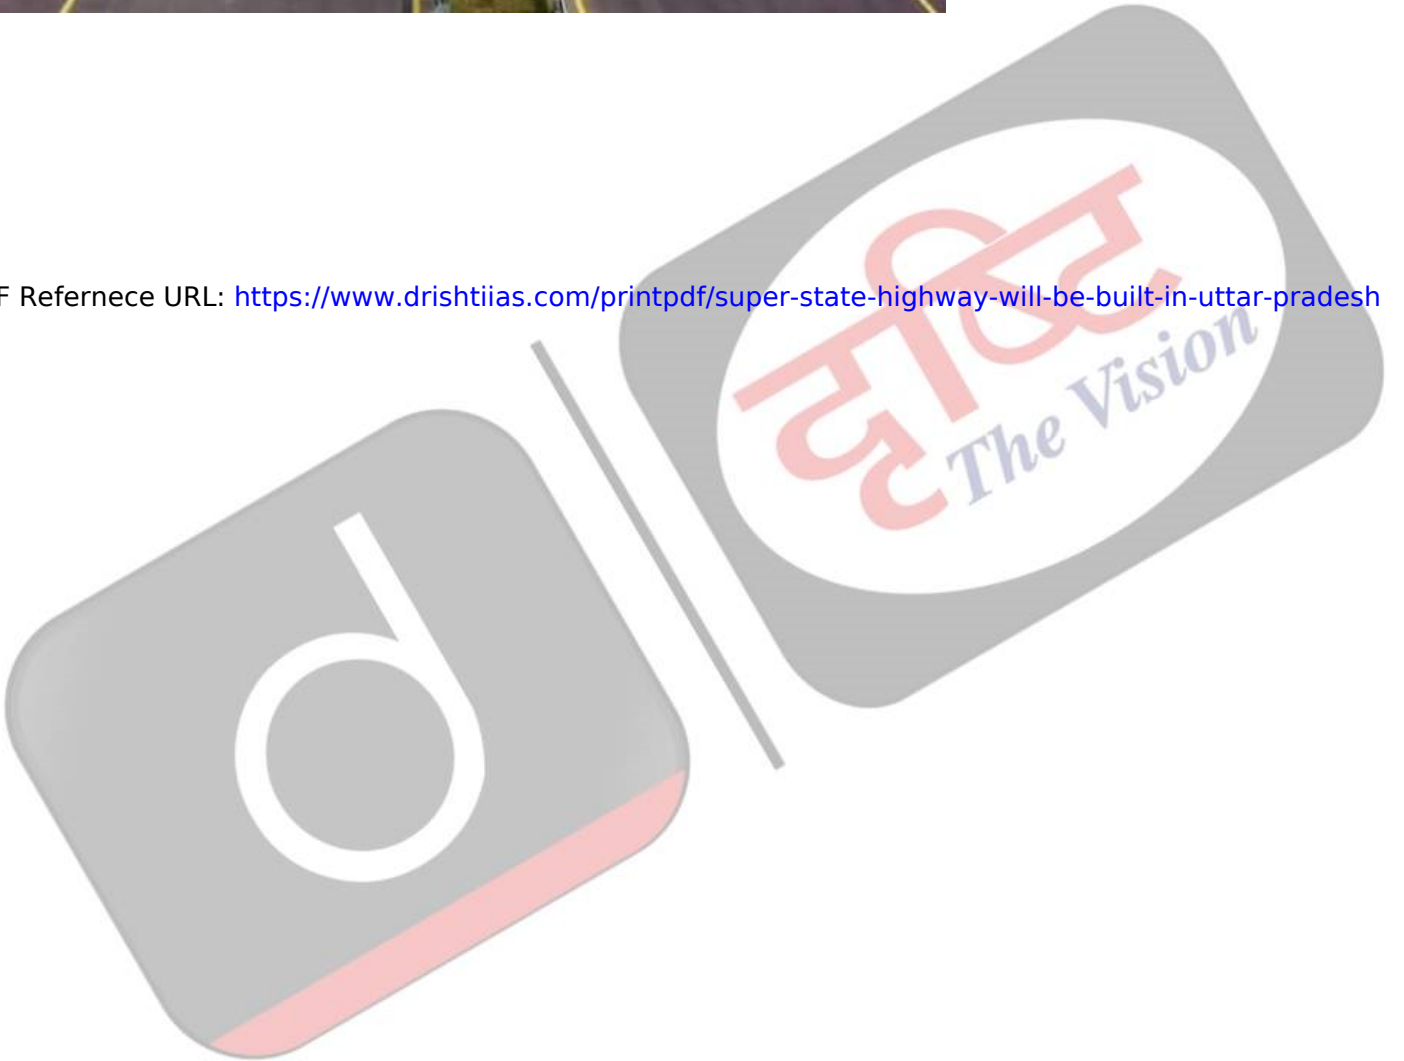 F Refernece URL: https://www.drishtiias.com/printpdf/super-state-highway-will-be-built-in-uttar-pradesh
दृष्टि
The Vision
d